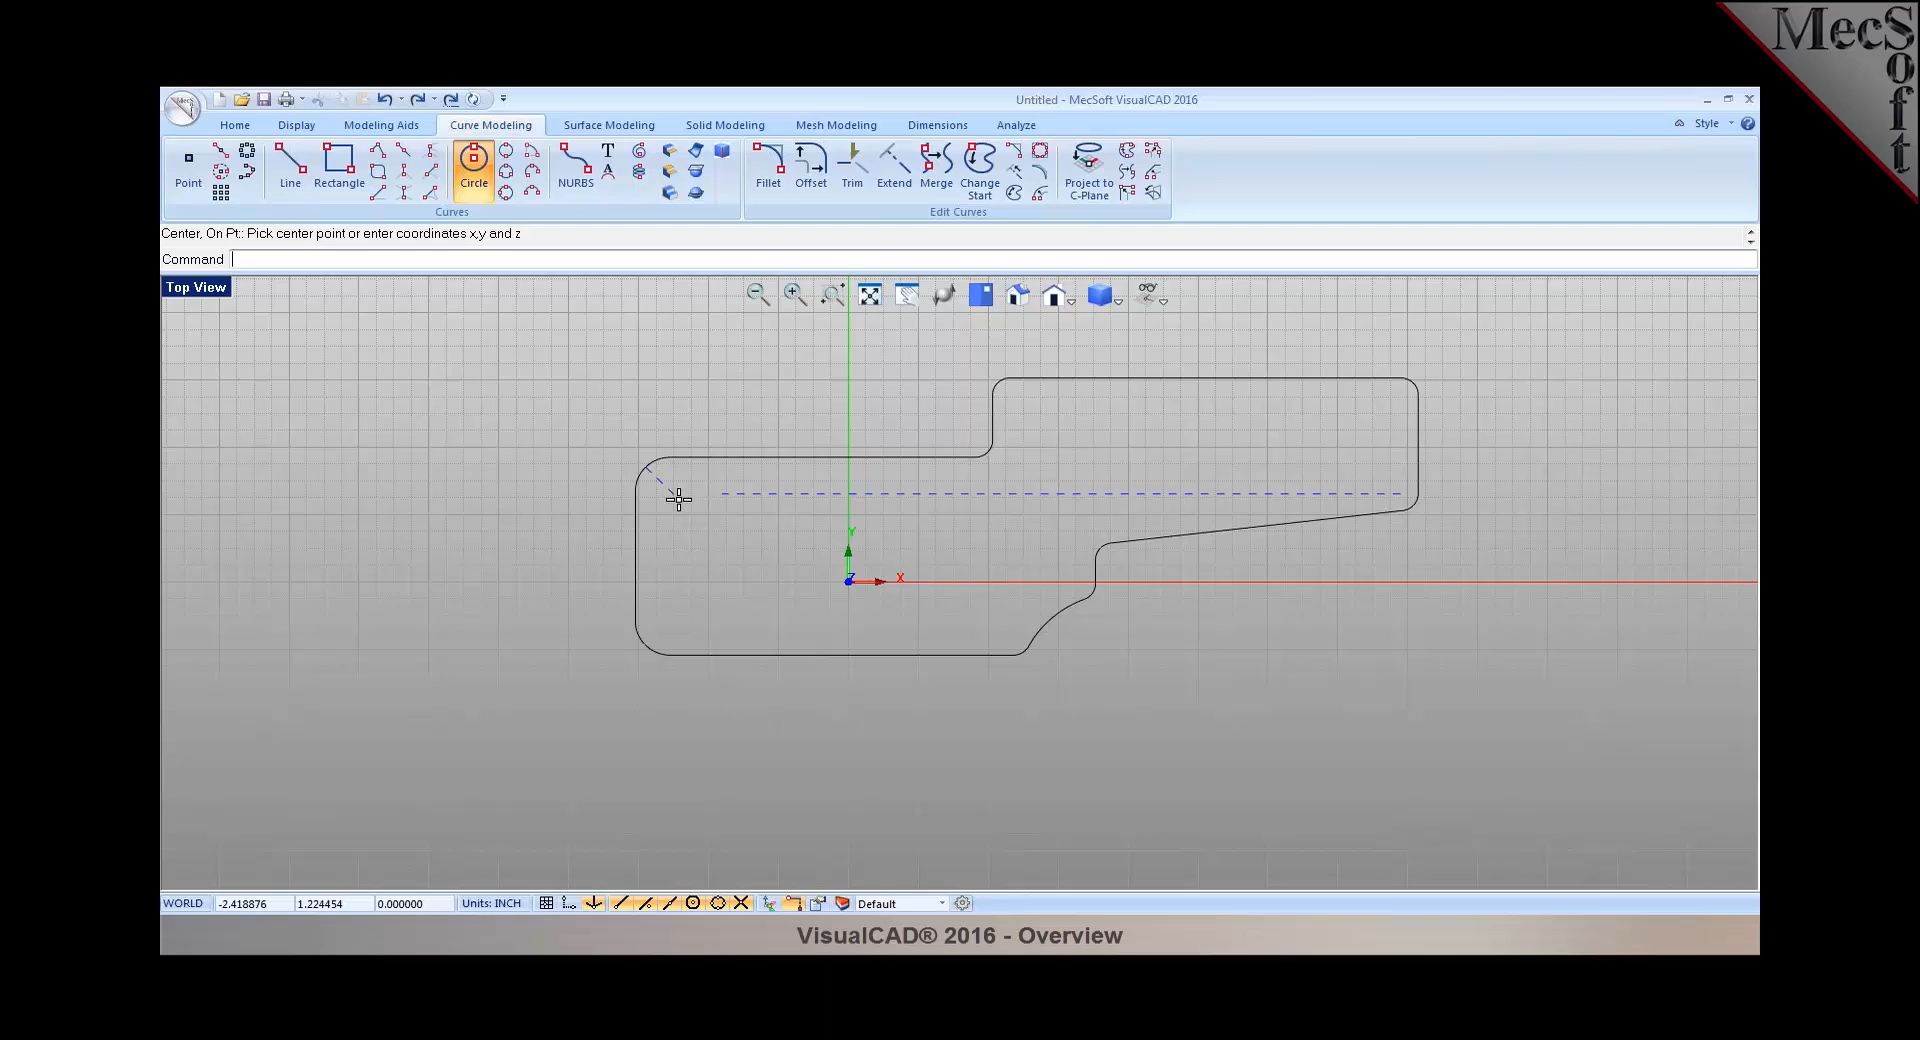 MecSoft
Untitled - MecSoft VisualCAD 2016
Home Display Modeling Aids Curve Modeling Surface Modeling Solid Modeling Mesh Modeling Dimensions Analyze Style
Point Line Rectangle Circle NURBS Fillet Offset Trim Extend Merge Change Start Project to C-Plane
Curves Edit Curves
Center, On Pt:: Pick center point or enter coordinates x,y and z
Command
Top View
Y
Z X
WORLD -2.418876 1.224454 0.000000 Units: INCH Default
VisualCAD® 2016 - Overview